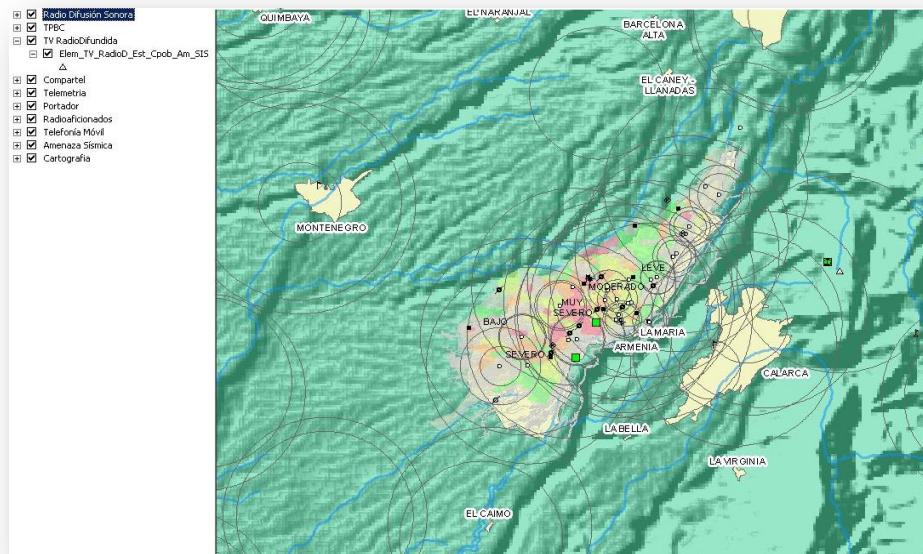 Radio Difusión Sonora
TPBC
TV RadioDifundida
Elem_TV_RadioD_Est_Cpob_Am_SIS
Compartel
Telemetria
Portador
Radioaficionados
Telefonía Móvil
Amenaza Sísmica
Cartografia
QUIMBAYA
EL NARANJAL
BARCELONA
ALTA
EL CANEY -
LLANADAS
MONTENEGRO
LEVE
MODERADO
MUY
SEVERO
BAJO
LA MARIA
ARMENIA
SEVERO
CALARCA
LA BELLA
LA VIRGINIA
EL CAIMO